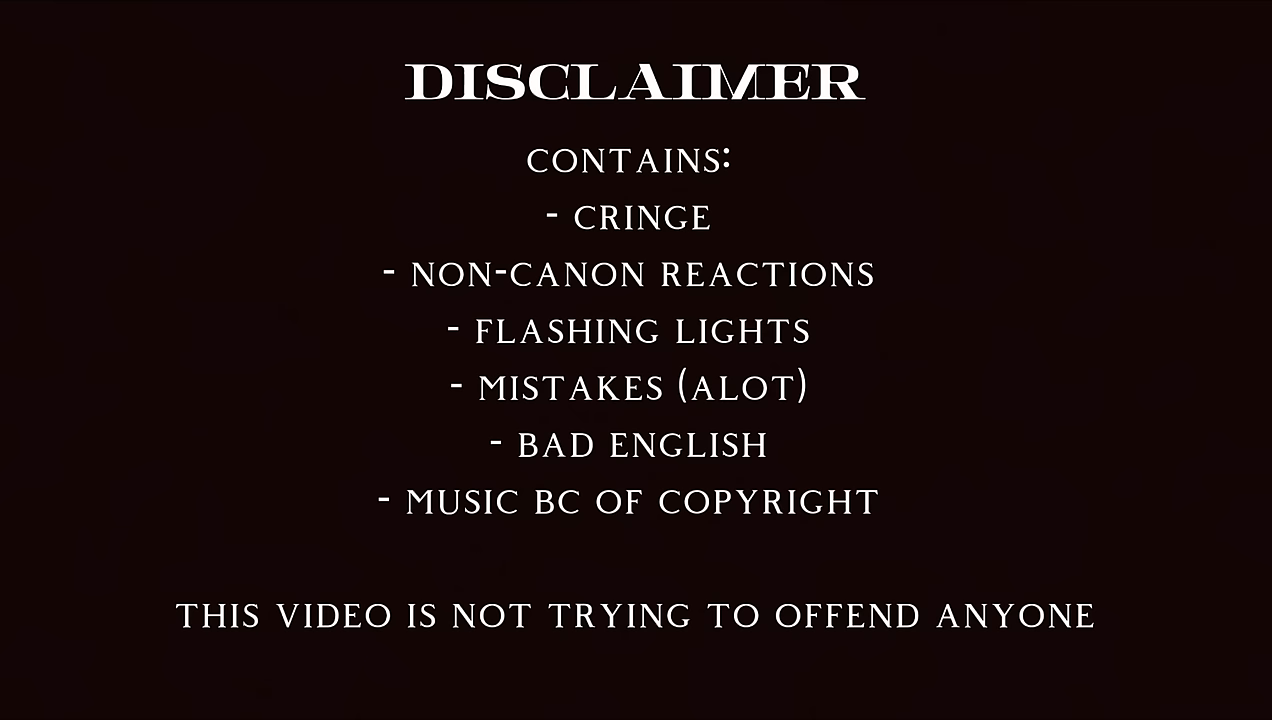 DISCLAIMER
CONTAINS:
- CRINGE
- NON-CANON REACTIONS
- FLASHING LIGHTS
- MISTAKES (ALOT)
- BAD ENGLISH
- MUSIC BC OF COPYRIGHT
THIS VIDEO IS NOT TRYING TO OFFEND ANYONE